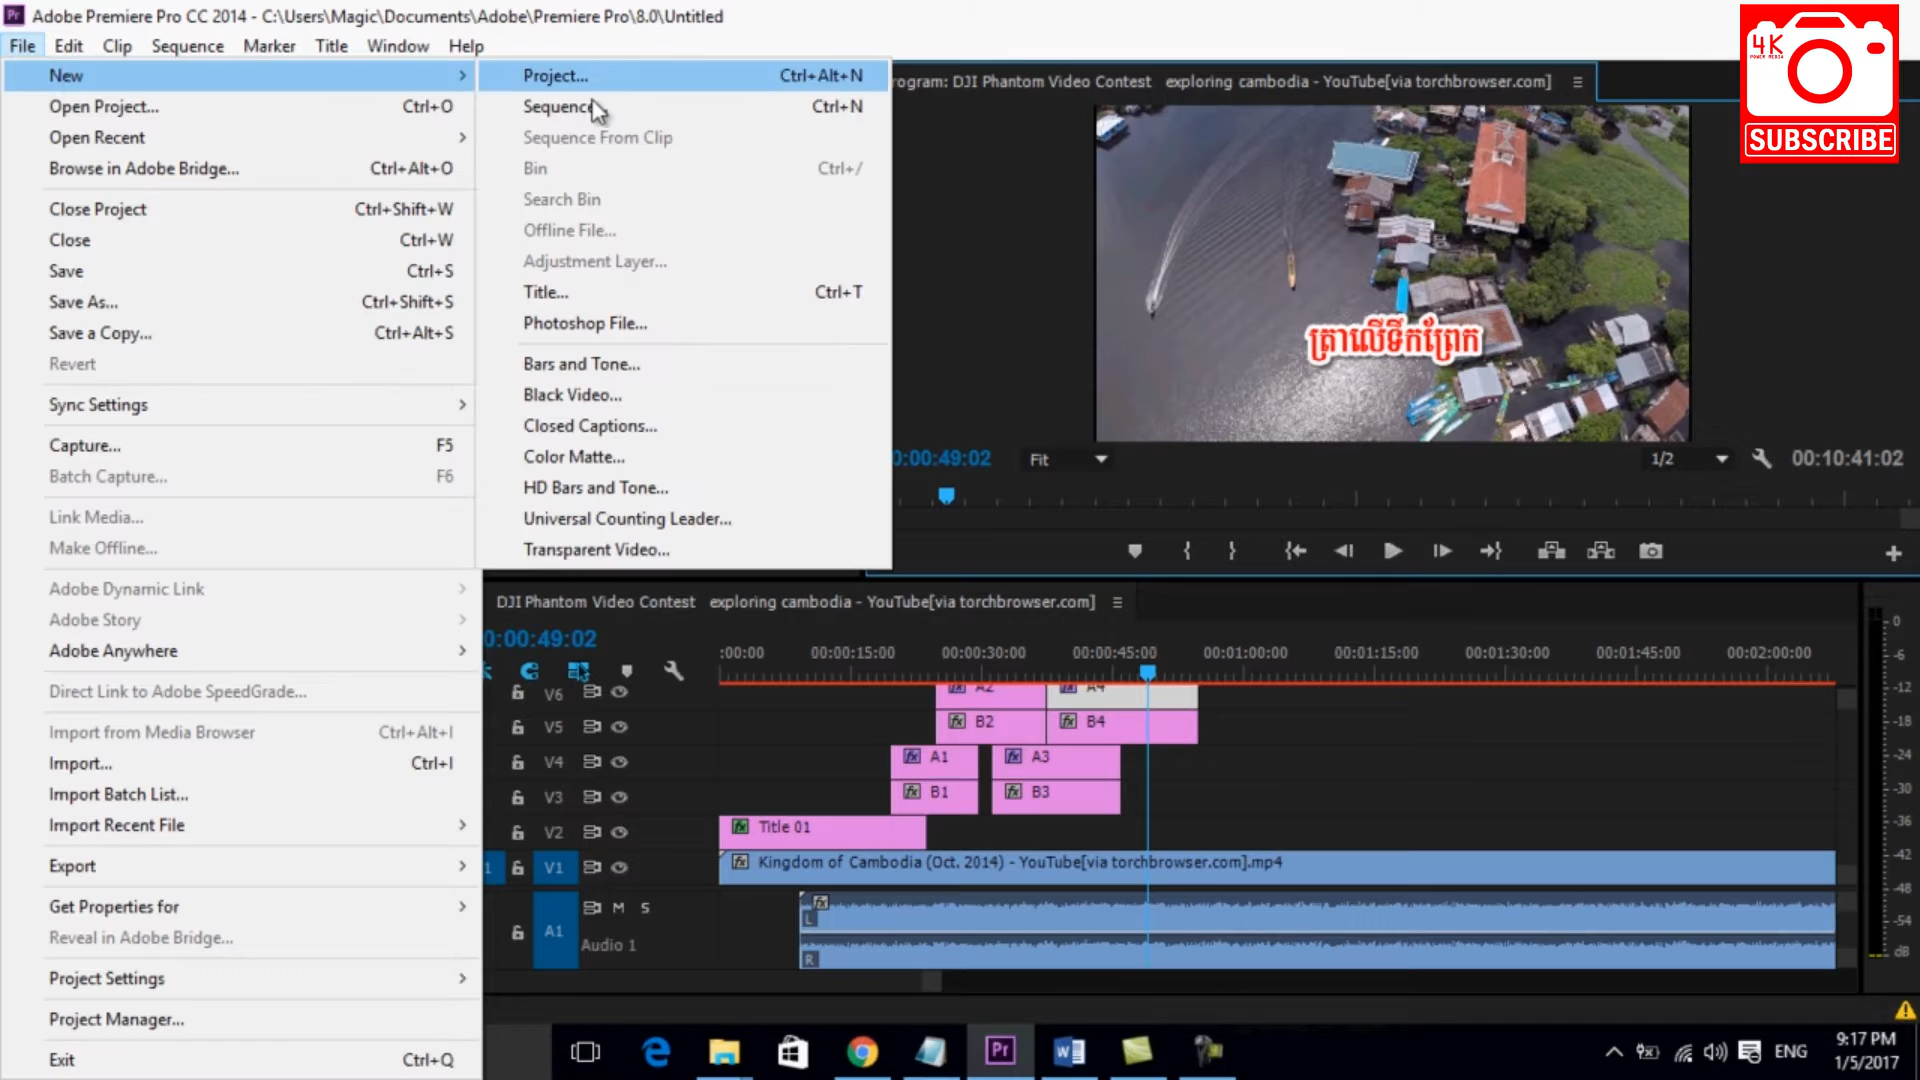 Adobe Premiere Pro CC 2014 - C:\Users\Magic\Documents\Adobe\Premiere Pro\8.0\Untitled
File Edit Clip Sequence Marker Title Window Help
New
Open Project... Ctrl+O
Open Recent
Browse in Adobe Bridge... Ctrl+Alt+O
Close Project Ctrl+Shift+W
Close Ctrl+W
Save Ctrl+S
Save As... Ctrl+Shift+S
Save a Copy... Ctrl+Alt+S
Revert
Sync Settings
Capture... F5
Batch Capture... F6
Link Media...
Make Offline...
Adobe Dynamic Link
Adobe Story
Adobe Anywhere
Direct Link to Adobe SpeedGrade...
Import from Media Browser Ctrl+Alt+I
Import... Ctrl+I
Import Batch List...
Import Recent File
Export
Get Properties for
Reveal in Adobe Bridge...
Project Settings
Project Manager...
Exit Ctrl+Q
Project... Ctrl+Alt+N
Sequence Ctrl+N
Sequence From Clip
Bin Ctrl+/
Search Bin
Offline File...
Adjustment Layer...
Title... Ctrl+T
Photoshop File...
Bars and Tone...
Black Video...
Closed Captions...
Color Matte...
HD Bars and Tone...
Universal Counting Leader...
Transparent Video...
rogram: DJI Phantom Video Contest exploring cambodia - YouTube[via torchbrowser.com]
4K
POWER MEDIA
SUBSCRIBE
ត្រាលើទឹកព្រែក
0:00:49:02 Fit 1/2 00:10:41:02
DJI Phantom Video Contest exploring cambodia - YouTube[via torchbrowser.com]
0:00:49:02
:00:00 00:00:15:00 00:00:30:00 00:00:45:00 00:01:00:00 00:01:15:00 00:01:30:00 00:01:45:00 00:02:00:00
V6 A2 A4
V5 B2 B4
V4 A1 A3
V3 B1 B3
V2 Title 01
1 V1 Kingdom of Cambodia (Oct. 2014) - YouTube[via torchbrowser.com].mp4
M S
L
A1 Audio 1
R
0
-6
-12
-18
-24
-30
-36
-42
-48
-54
dB
Pr
ENG
9:17 PM
1/5/2017